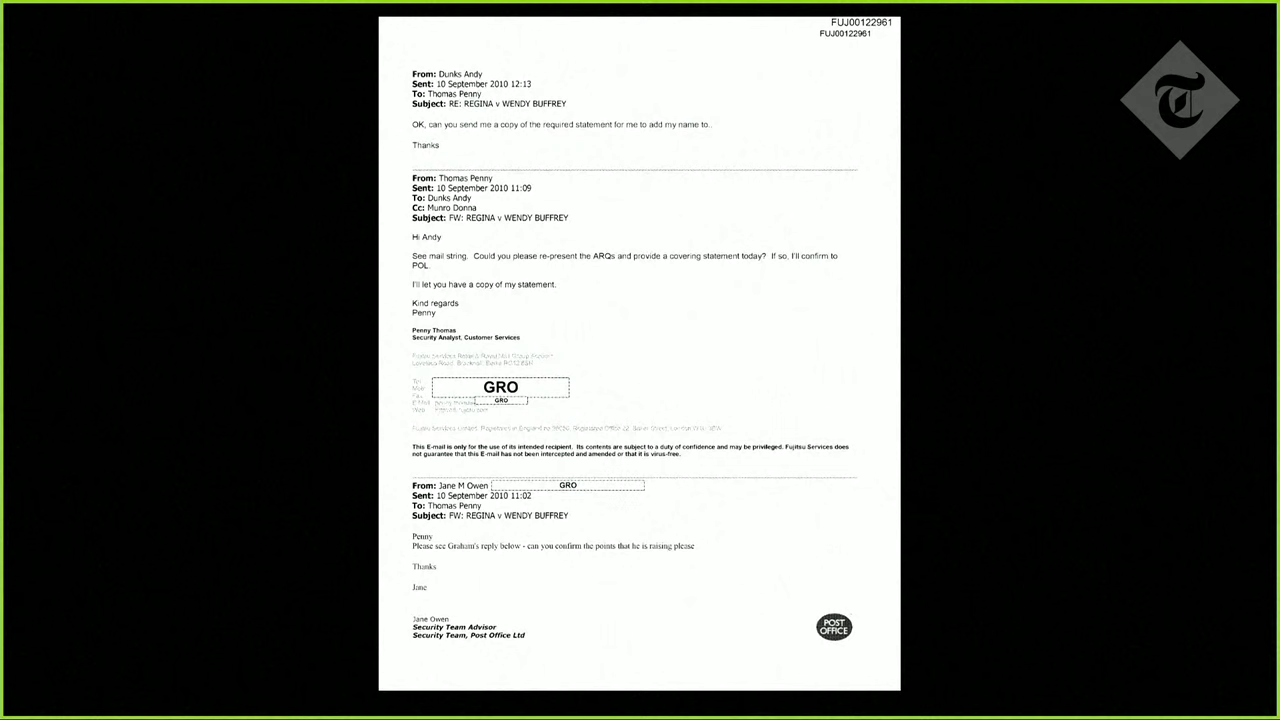 FUJ00122961
FUJ00122961
From: Dunks Andy
Sent: 10 September 2010 12:13
To: Thomas Penny
Subject: RE: REGINA v WENDY BUFFREY
OK, can you send me a copy of the required statement for me to add my name to..
Thanks
From: Thomas Penny
Sent: 10 September 2010 11:09
To: Dunks Andy
Cc: Munro Donna
Subject: FW: REGINA v WENDY BUFFREY
Hi Andy
See mail string. Could you please re-present the ARQs and provide a covering statement today? If so, I'll confirm to
POL.
I'll let you have a copy of my statement.
Kind regards
Penny
Penny Thomas
Security Analyst, Customer Services
Tel
Mob
GRO
Fax
E-Mail
GRO
Web
This E-mail is only for the use of its intended recipient. Its contents are subject to a duty of confidence and may be privileged. Fujitsu Services does
not guarantee that this E-mail has not been intercepted and amended or that it is virus-free.
From: Jane M Owen GRO
Sent: 10 September 2010 11:02
To: Thomas Penny
Subject: FW: REGINA v WENDY BUFFREY
Penny
Please see Graham's reply below - can you confirm the points that he is raising please
Thanks
Jane
Jane Owen
Security Team Advisor
Security Team, Post Office Ltd
POST
OFFICE
T